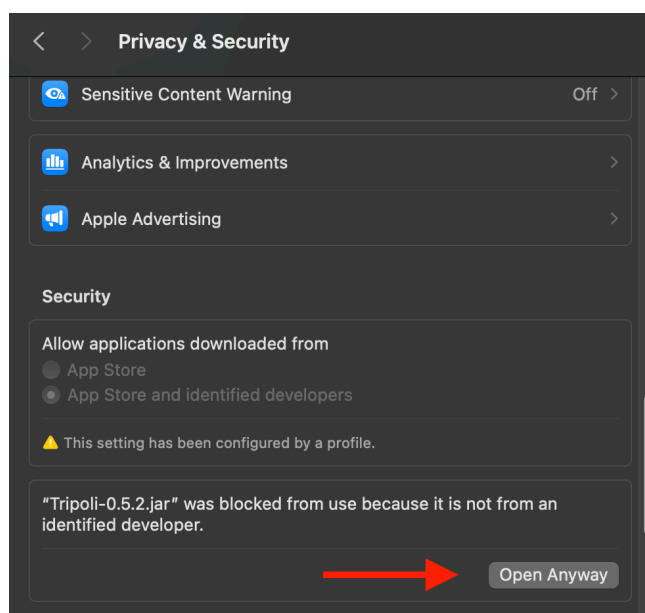 Privacy & Security
Sensitive Content Warning Off
Analytics & Improvements
Apple Advertising
Security
Allow applications downloaded from
App Store
App Store and identified developers
This setting has been configured by a profile.
“Tripoli-0.5.2.jar” was blocked from use because it is not from an
identified developer.
Open Anyway